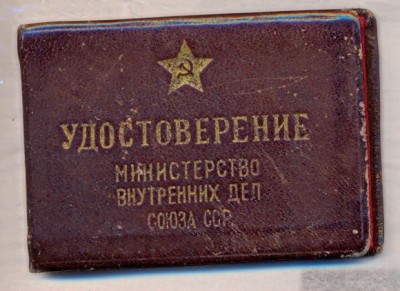 УДОСТОВЕРЕНИЕ
МИНИСТЕРСТВО
ВНУТРЕННИХ ДЕЛ
СОЮЗА ССР